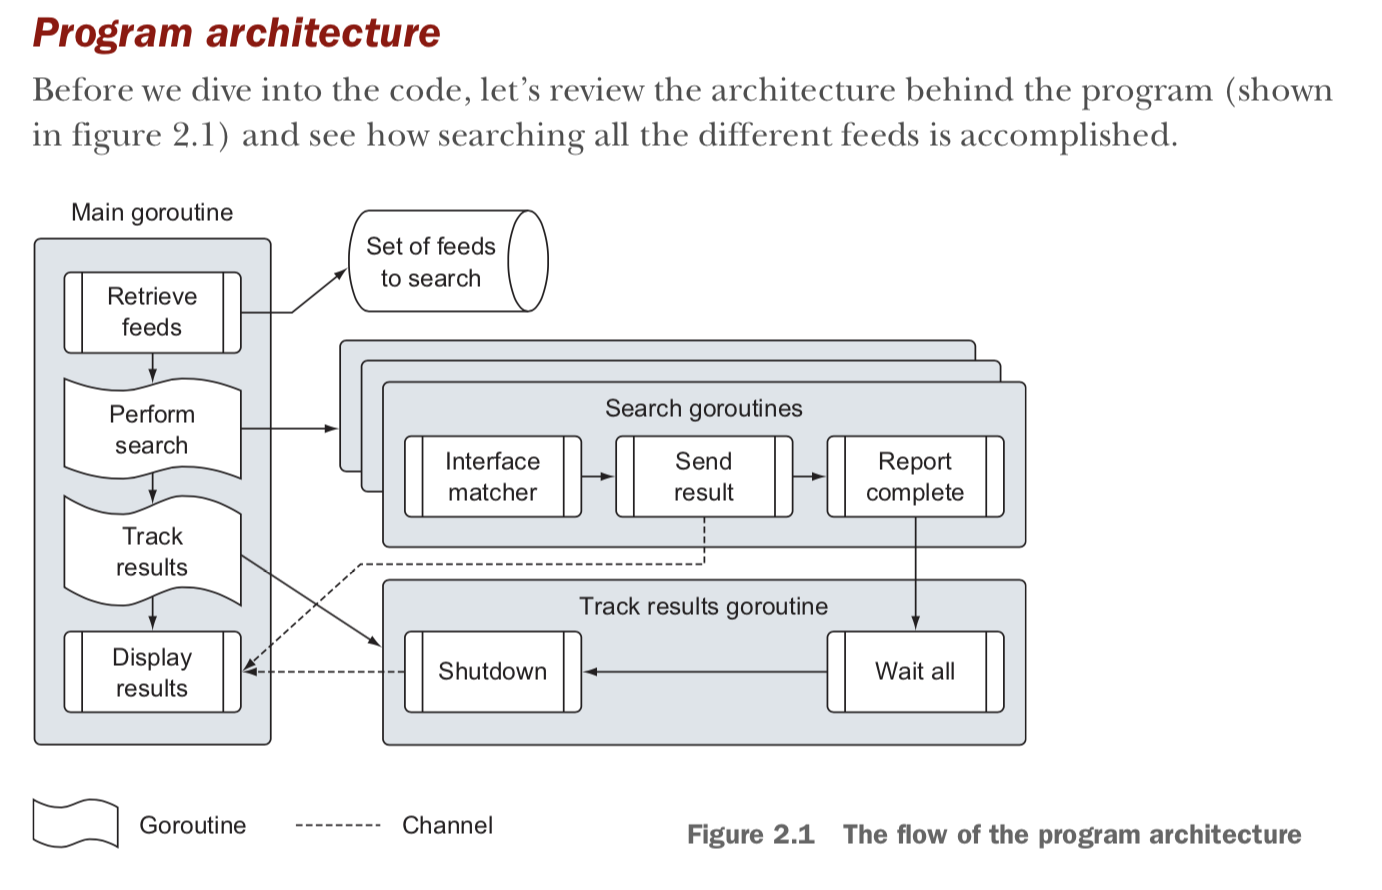 Program architecture
Before we dive into the code, let’s review the architecture behind the program (shown
in figure 2.1) and see how searching all the different feeds is accomplished.
Main goroutine
Retrieve
feeds
Set of feeds
to search
Perform
search
Search goroutines
Interface
matcher
Send
result
Report
complete
Track
results
Track results goroutine
Display
results
Shutdown
Wait all
Goroutine
Channel
Figure 2.1 The flow of the program architecture